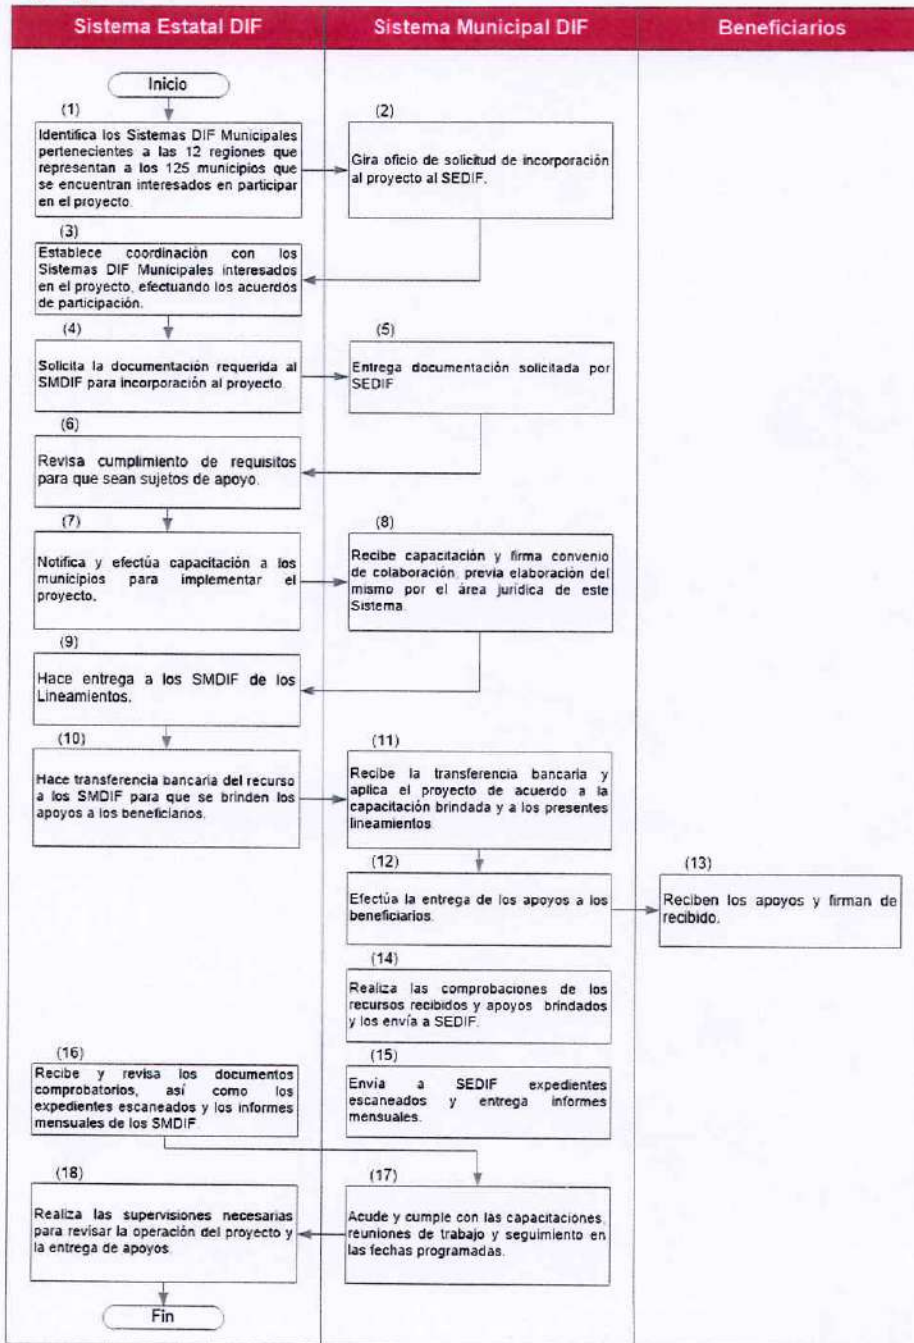 Sistema Estatal DIF
Sistema Municipal DIF
Beneficiarios
Inicio
(1)
Identifica los Sistemas DIF Municipales
pertenecientes a las 12 regiones que
representan a los 125 municipios que
se encuentran interesados en participar
en el proyecto.
(2)
Gira oficio de solicitud de incorporación
al proyecto al SEDIF.
(3)
Establece coordinación con los
Sistemas DIF Municipales interesados
en el proyecto, efectuando los acuerdos
de participación.
(4)
Solicita la documentación requerida al
SMDIF para incorporación al proyecto.
(5)
Entrega documentación solicitada por
SEDIF
(6)
Revisa cumplimiento de requisitos
para que sean sujetos de apoyo.
(7)
Notifica y efectúa capacitación a los
municipios para implementar el
proyecto.
(8)
Recibe capacitación y firma convenio
de colaboración, previa elaboración del
mismo por el área jurídica de este
Sistema.
(9)
Hace entrega a los SMDIF de los
Lineamientos.
(10)
Hace transferencia bancaria del recurso
a los SMDIF para que se brinden los
apoyos a los beneficiarios.
(11)
Recibe la transferencia bancaria y
aplica el proyecto de acuerdo a la
capacitación brindada y a los presentes
lineamientos
(12)
Efectúa la entrega de los apoyos a los
beneficiarios.
(13)
Reciben los apoyos y firman de
recibido.
(14)
Realiza las comprobaciones de los
recursos recibidos y apoyos brindados
y los envía a SEDIF.
(15)
Envía a SEDIF expedientes
escaneados y entrega informes
mensuales.
(16)
Recibe y revisa los documentos
comprobatorios, así como los
expedientes escaneados y los informes
mensuales de los SMDIF.
(17)
Acude y cumple con las capacitaciones,
reuniones de trabajo y seguimiento en
las fechas programadas.
(18)
Realiza las supervisiones necesarias
para revisar la operación del proyecto y
la entrega de apoyos.
Fin